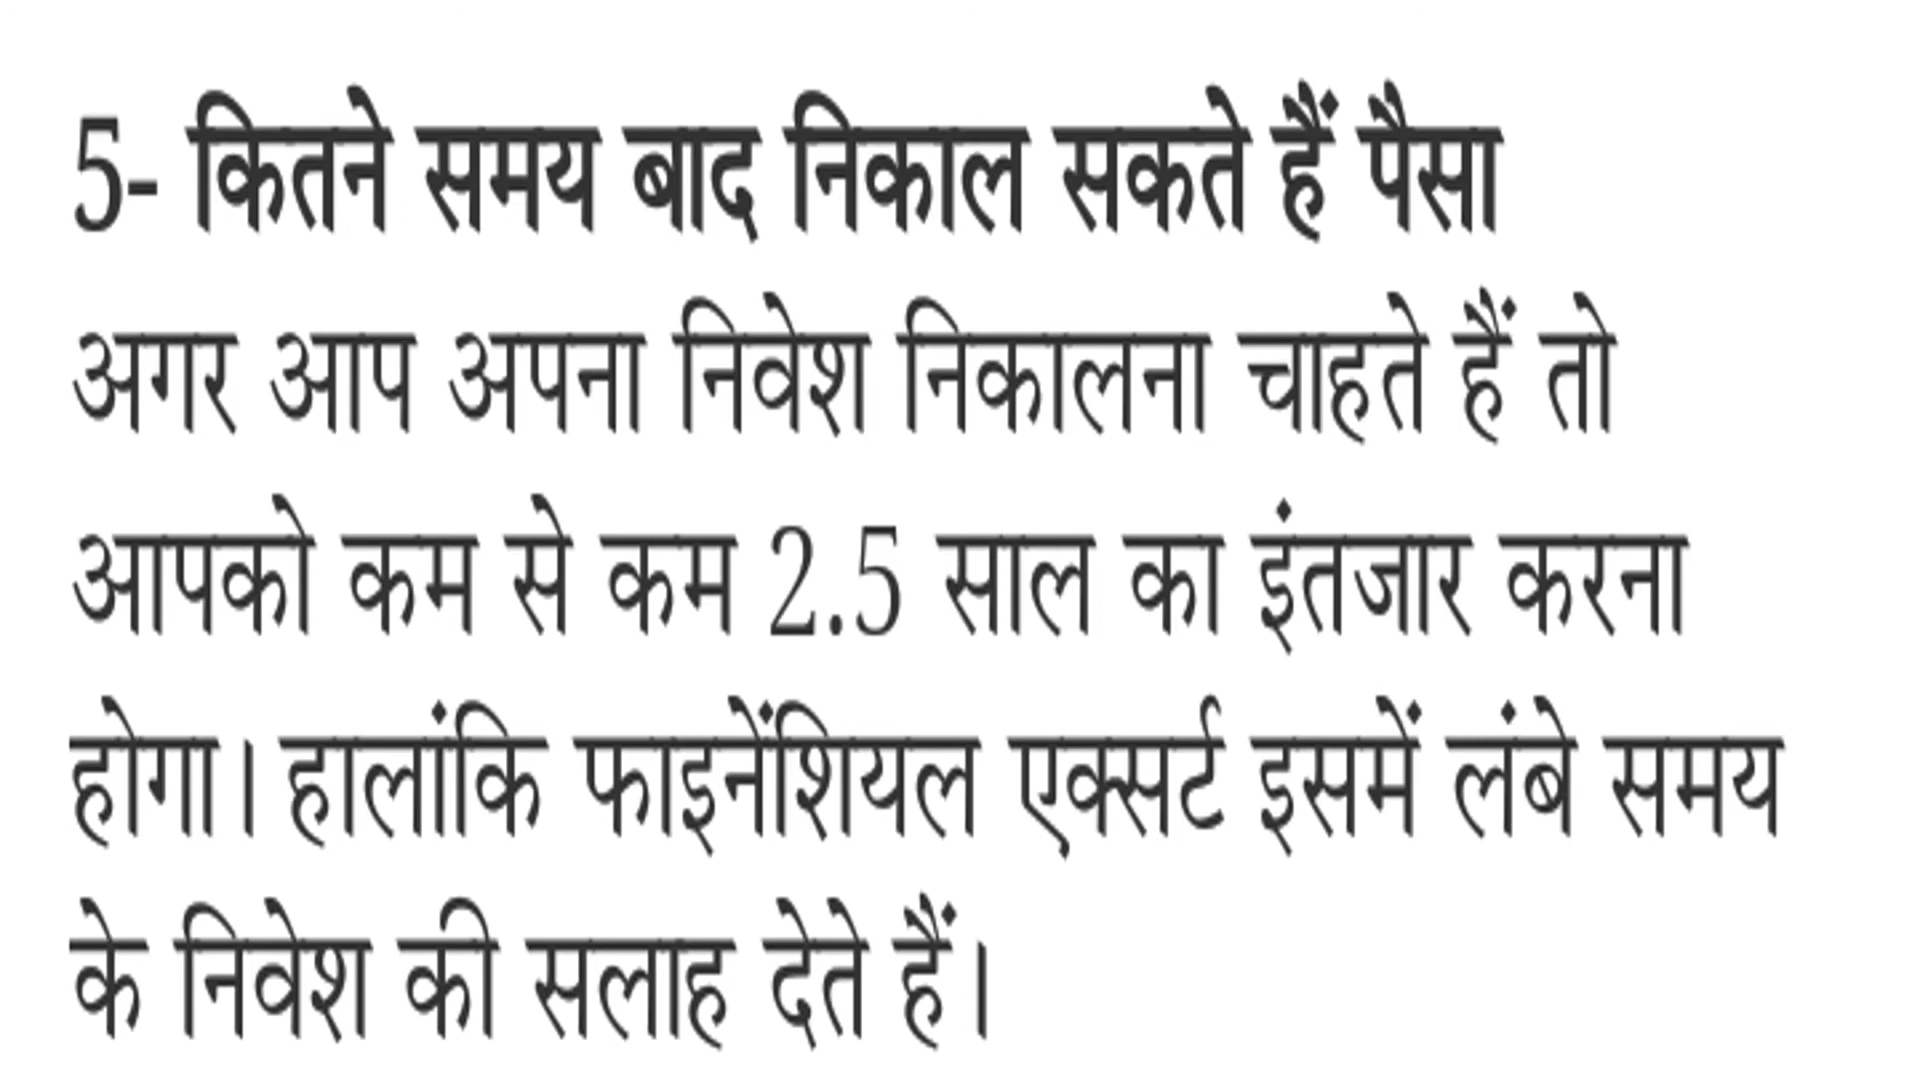 5- कितने समय बाद निकाल सकते हैं पैसा
अगर आप अपना निवेश निकालना चाहते हैं तो
आपको कम से कम 2.5 साल का इंतजार करना
होगा। हालांकि फाइनेंशियल एक्सर्ट इसमें लंबे समय
के निवेश की सलाह देते हैं।